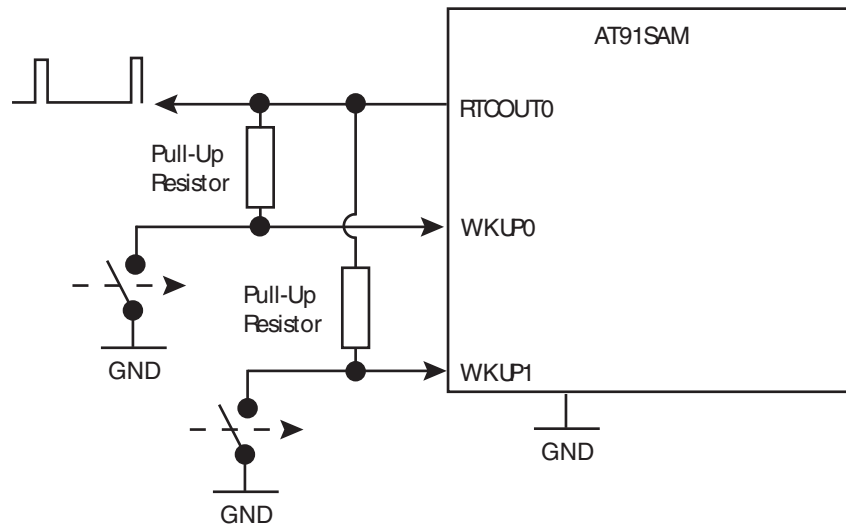 AT91SAM
RTCOUT0
Pull-Up
Resistor
WKUP0
Pull-Up
Resistor
GND
WKUP1
GND
GND